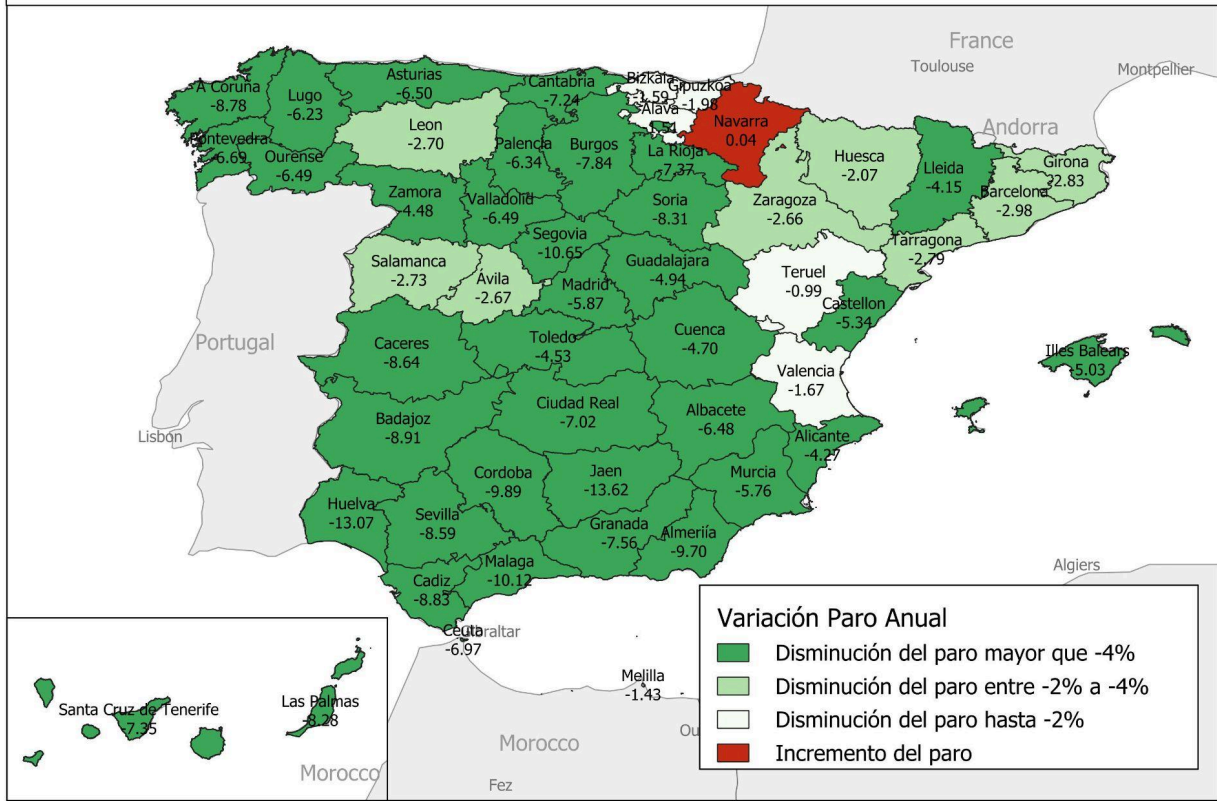 France
Toulouse
Montpellier
Andorra
A Coruña
-8.78
Lugo
-6.23
Asturias
-6.50
Cantabria
-7.24
Bizkaia
-1.59
Gipuzkoa
-1.98
Alava
-1.51
Navarra
0.04
Pontevedra
-6.69
Ourense
-6.49
Leon
-2.70
Palencia
-6.34
Burgos
-7.84
La Rioja
-7.37
Huesca
-2.07
Lleida
-4.15
Girona
-2.83
Barcelona
-2.98
Zamora
-4.48
Valladolid
-6.49
Soria
-8.31
Zaragoza
-2.66
Tarragona
-2.79
Segovia
-10.65
Salamanca
-2.73
Ávila
-2.67
Madrid
-5.87
Guadalajara
-4.94
Teruel
-0.99
Castellon
-5.34
Portugal
Caceres
-8.64
Toledo
-4.53
Cuenca
-4.70
Valencia
-1.67
Illes Balears
-5.03
Lisbon
Badajoz
-8.91
Ciudad Real
-7.02
Albacete
-6.48
Alicante
-4.27
Huelva
-13.07
Sevilla
-8.59
Cordoba
-9.89
Jaen
-13.62
Murcia
-5.76
Granada
-7.56
Almeriía
-9.70
Cadiz
-8.83
Malaga
-10.12
Algiers
Ceuta
-6.97
Gibraltar
Melilla
-1.43
Ou
Morocco
Fez
Santa Cruz de Tenerife
-7.35
Las Palmas
-8.28
Morocco
Variación Paro Anual
Disminución del paro mayor que -4%
Disminución del paro entre -2% a -4%
Disminución del paro hasta -2%
Incremento del paro